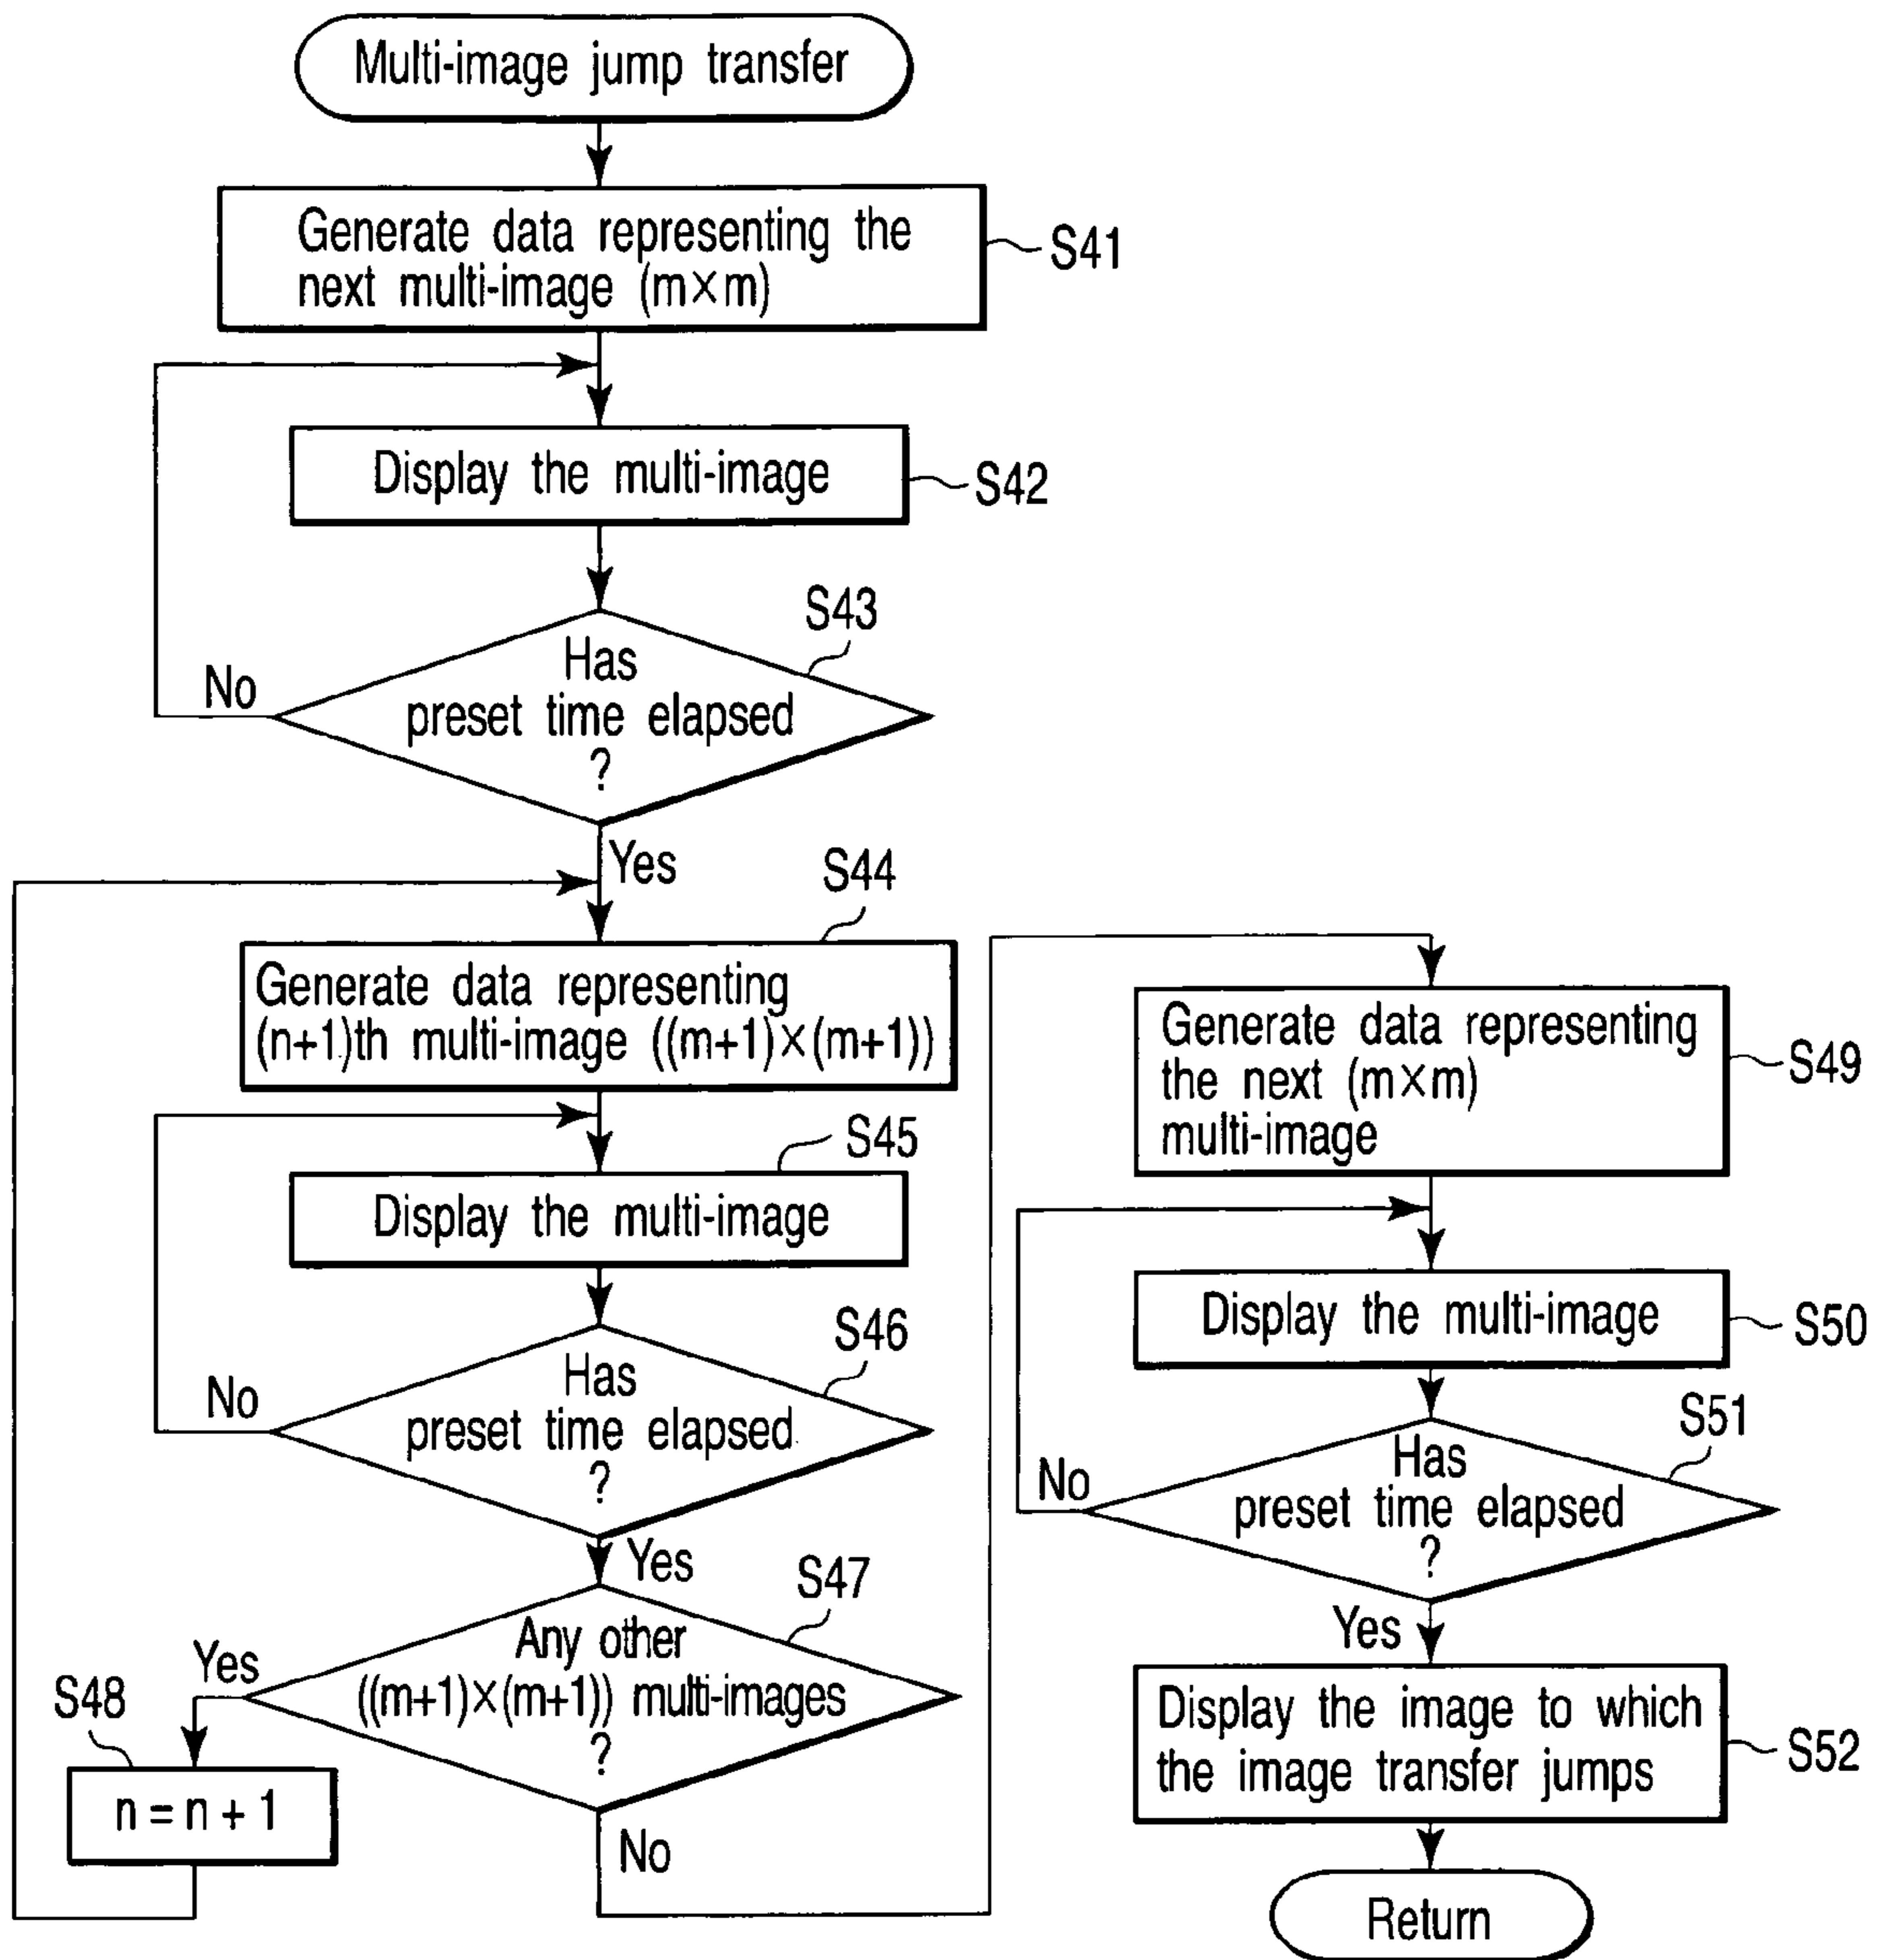 Multi-image jump transfer
Generate data representing the
next multi-image (m×m)
S41
Display the multi-image
S42
S43
Has
preset time elapsed
?
No
Yes
S44
Generate data representing
(n+1)th multi-image ((m+1)×(m+1))
S45
Display the multi-image
S46
Has
preset time elapsed
?
No
Yes
S47
Any other
((m+1)×(m+1)) multi-images
?
Yes
S48
n = n + 1
No
Generate data representing
the next (m×m)
multi-image
S49
Display the multi-image
S50
S51
Has
preset time elapsed
?
No
Yes
Display the image to which
the image transfer jumps
S52
Return